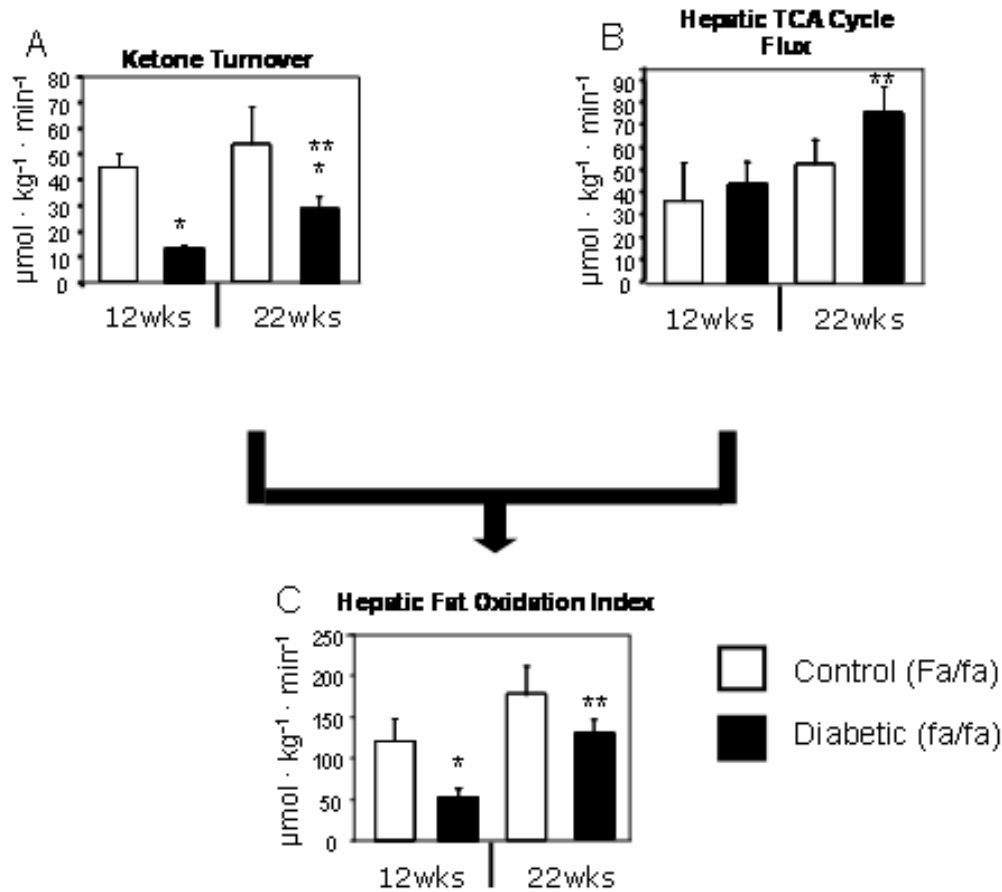 A
Ketone Turnover
µmol · kg⁻¹ · min⁻¹
80
70
60
50
40
30
20
10
0
*
**
*
12wks
22wks
B
Hepatic TCA Cycle
Flux
µmol · kg⁻¹ · min⁻¹
90
80
70
60
50
40
30
20
10
0
**
12wks
22wks
C
Hepatic Fat Oxidation Index
µmol · kg⁻¹ · min⁻¹
250
200
150
100
50
0
*
**
12wks
22wks
Control (Fa/fa)
Diabetic (fa/fa)